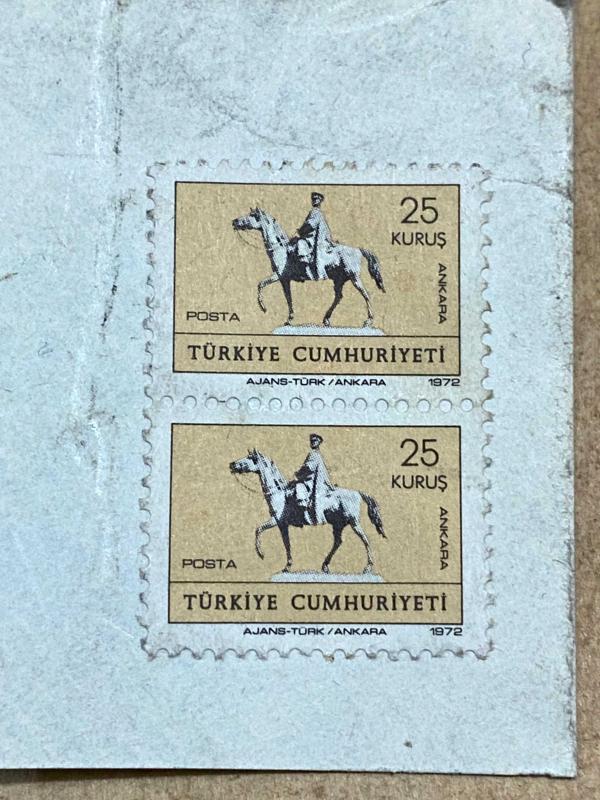 25
KURUŞ
ANKARA
POSTA
TÜRKİYE CUMHURİYETİ
AJANS-TÜRK/ANKARA 1972
25
KURUŞ
ANKARA
POSTA
TÜRKİYE CUMHURİYETİ
AJANS-TÜRK/ANKARA 1972